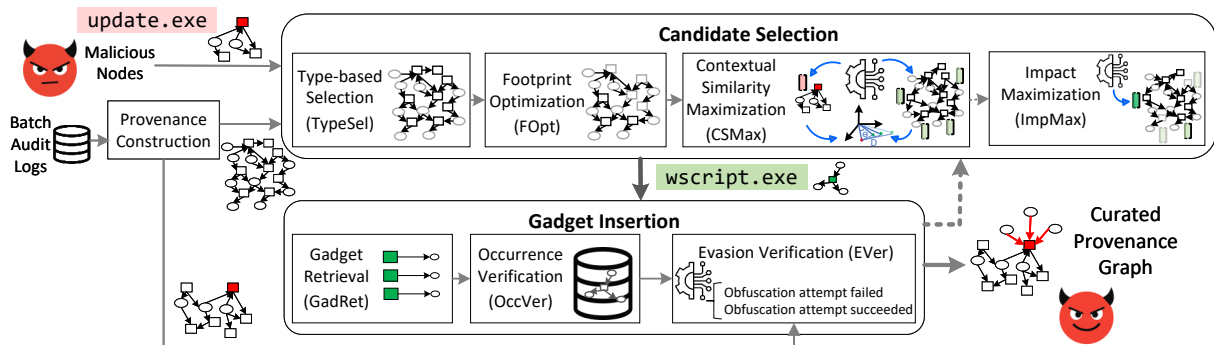 update.exe
Malicious
Nodes
Batch
Audit
Logs
Provenance
Construction
Candidate Selection
Type-based
Selection
(TypeSel)
Footprint
Optimization
(FOpt)
Contextual
Similarity
Maximization
(CSMax)
θ
D
Impact
Maximization
(ImpMax)
wscript.exe
Gadget Insertion
Gadget
Retrieval
(GadRet)
Occurrence
Verification
(OccVer)
Evasion Verification (EVer)
Obfuscation attempt failed
Obfuscation attempt succeeded
Curated
Provenance
Graph